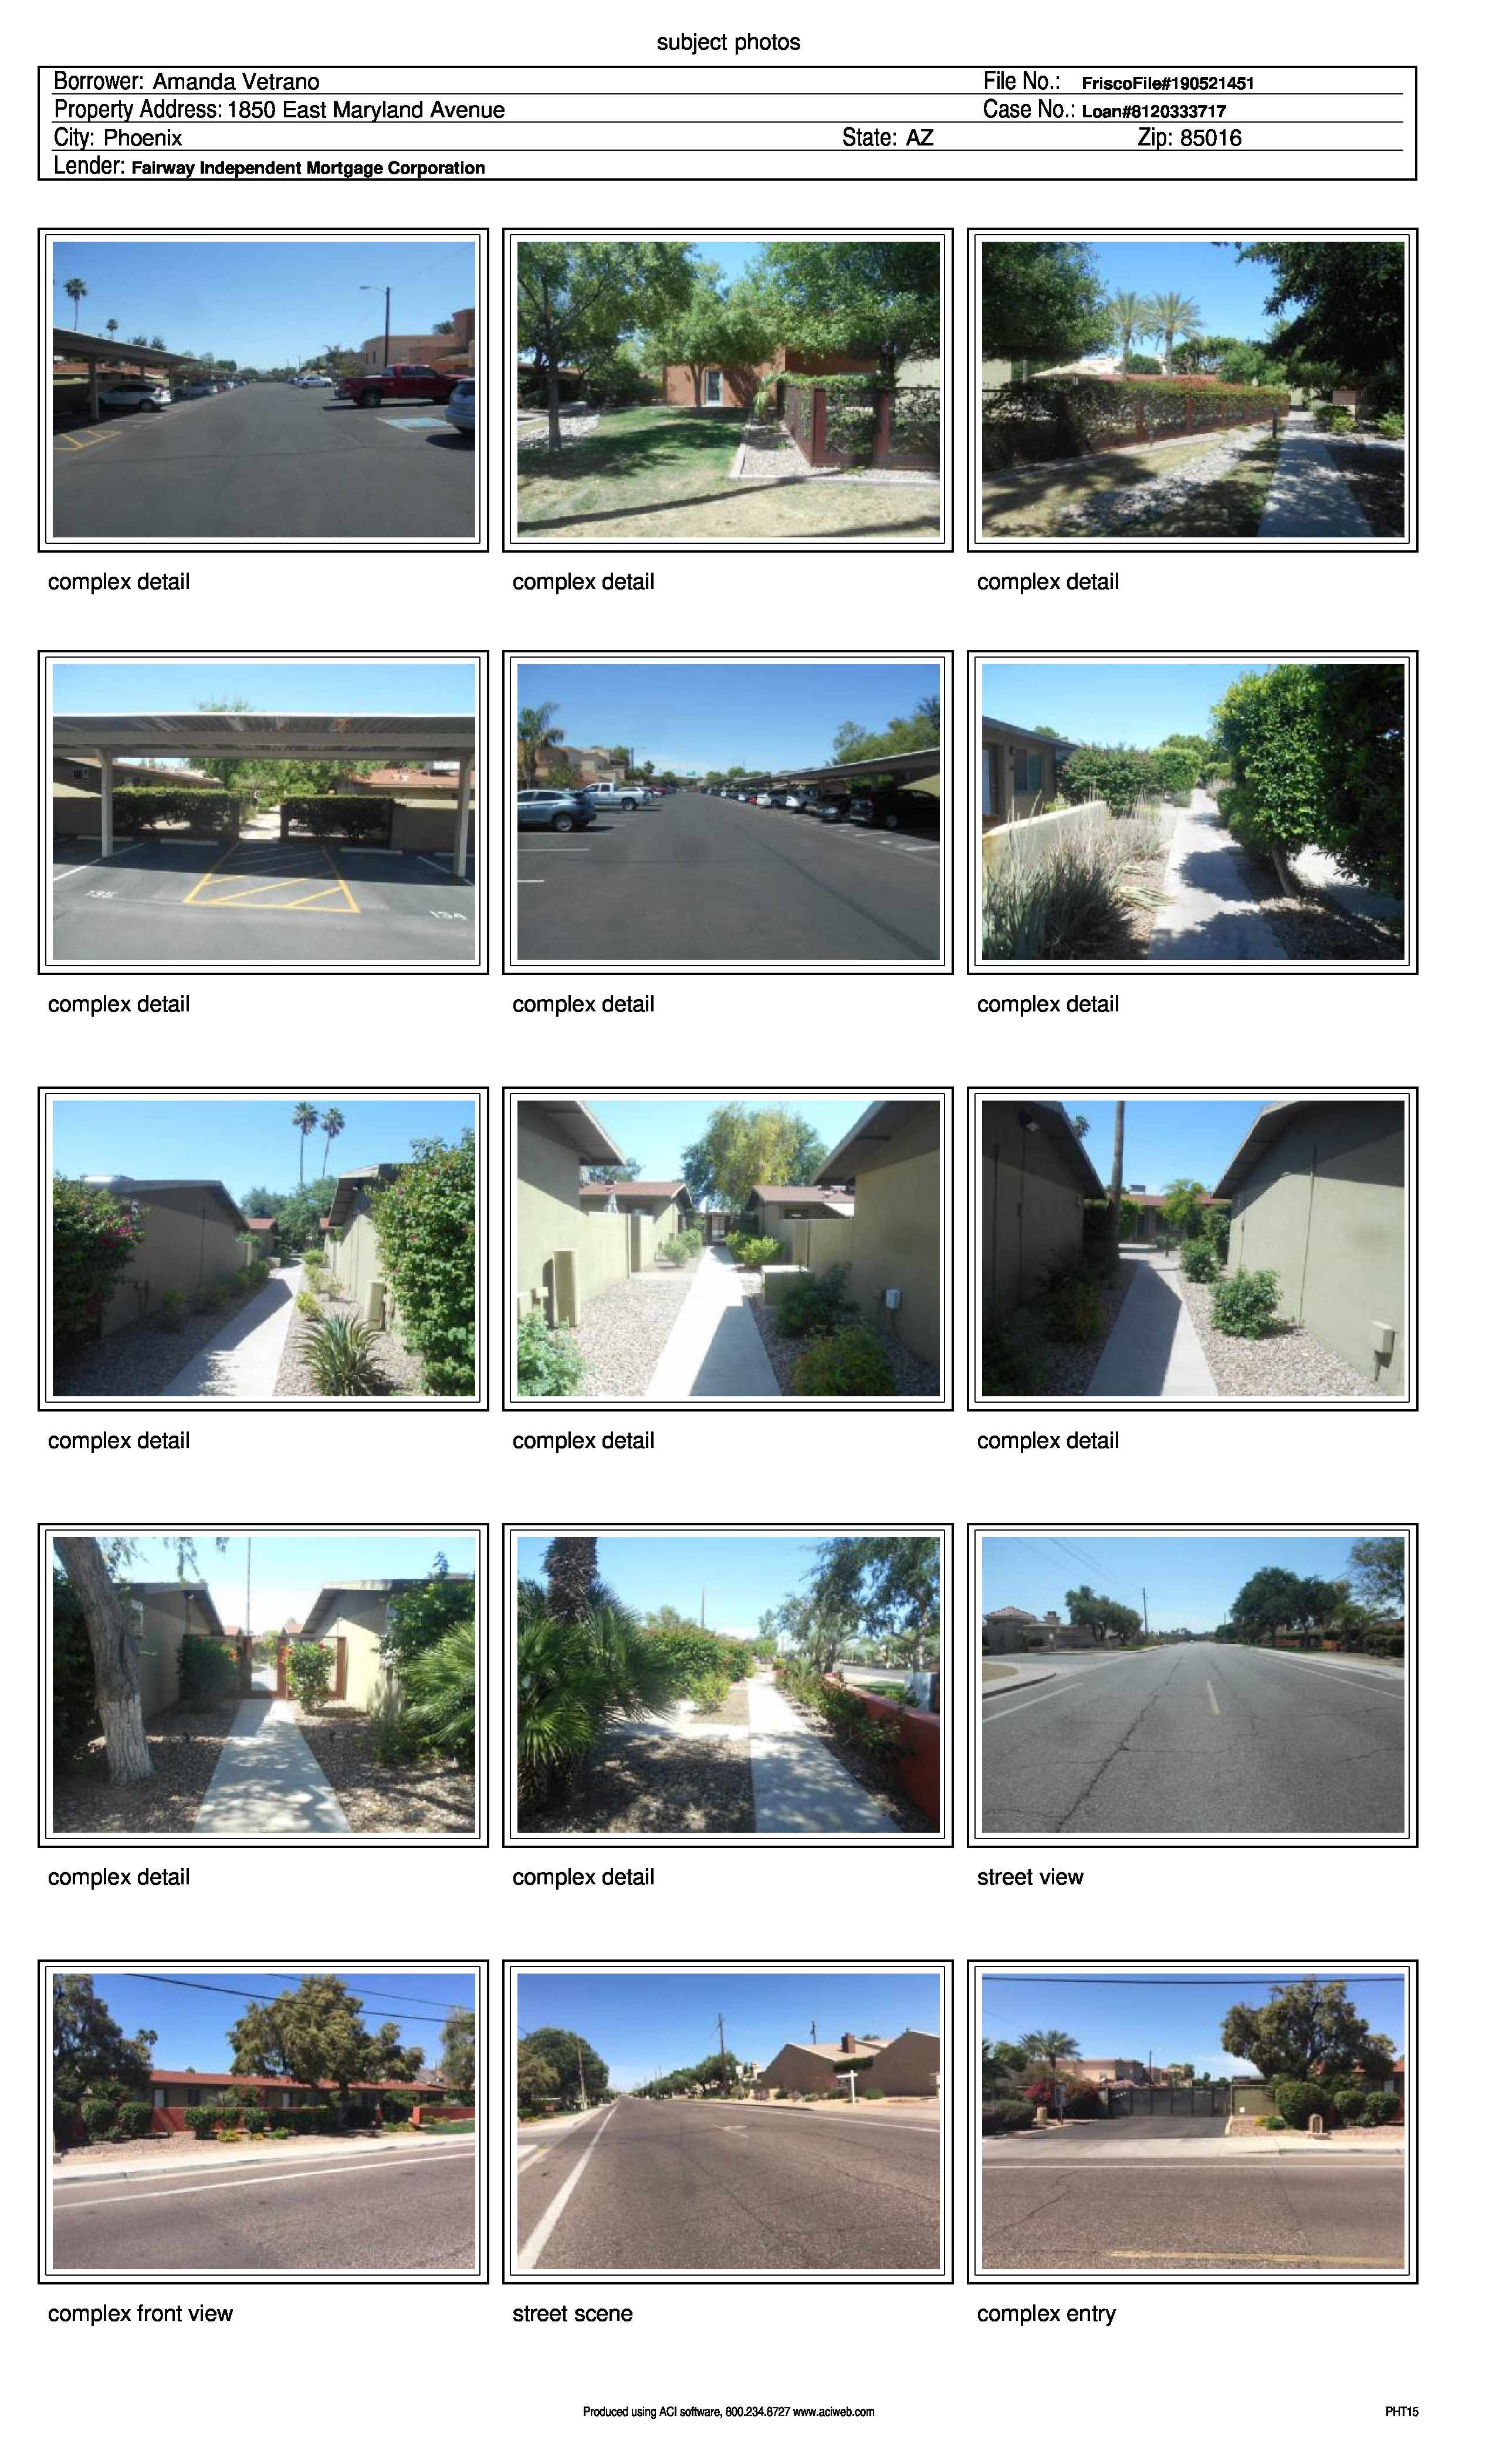 subject photos
Borrower: Amanda Vetrano File No.: FriscoFile#190521451
Property Address: 1850 East Maryland Avenue Case No.: Loan#8120333717
City: Phoenix State: AZ Zip: 85016
Lender: Fairway Independent Mortgage Corporation
complex detail complex detail complex detail
135 134
complex detail complex detail complex detail
complex detail complex detail complex detail
complex detail complex detail street view
complex front view street scene complex entry
Produced using ACI software, 800.234.8727 www.aciweb.com PHT15